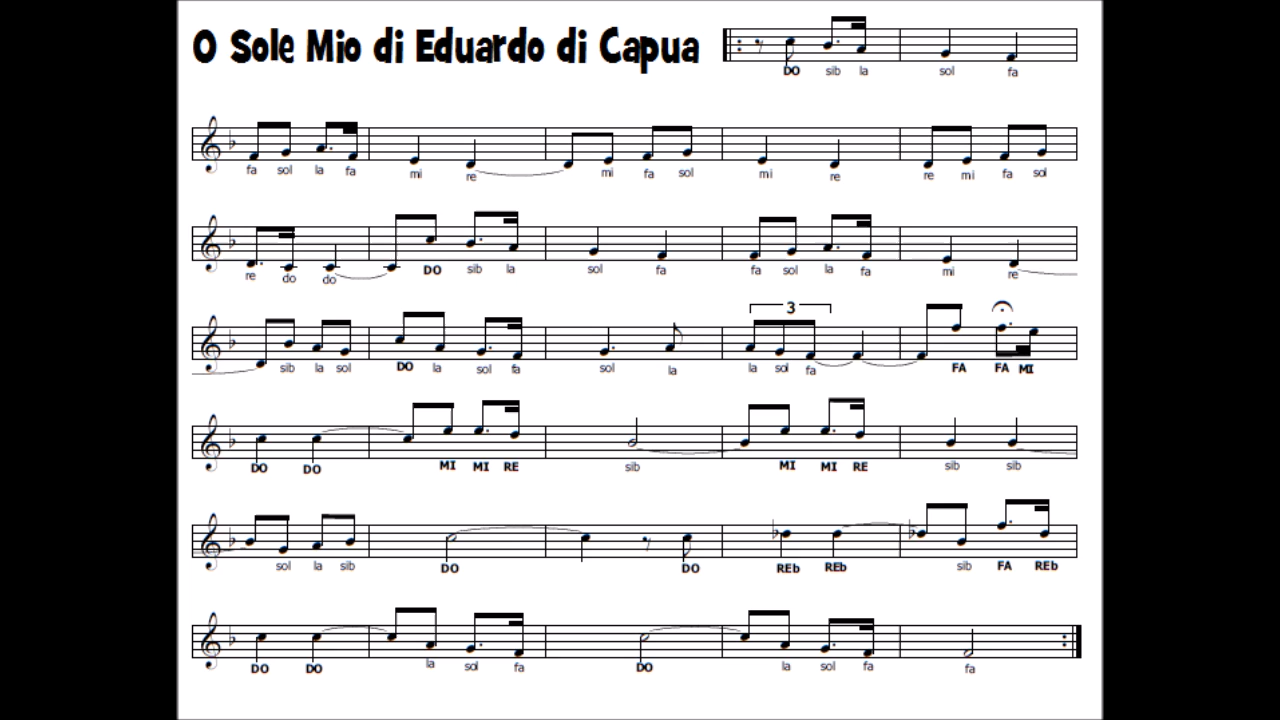 O Sole Mio di Eduardo di Capua
DO sib la sol fa
fa sol la fa mi re mi fa sol mi re re mi fa sol
re do do DO sib la sol fa fa sol la fa mi re
3
sib la sol DO la sol fa sol la la sol fa FA FA MI
DO DO MI MI RE sib MI MI RE sib sib
sol la sib DO DO REb REb sib FA REb
DO DO la sol fa DO la sol fa fa